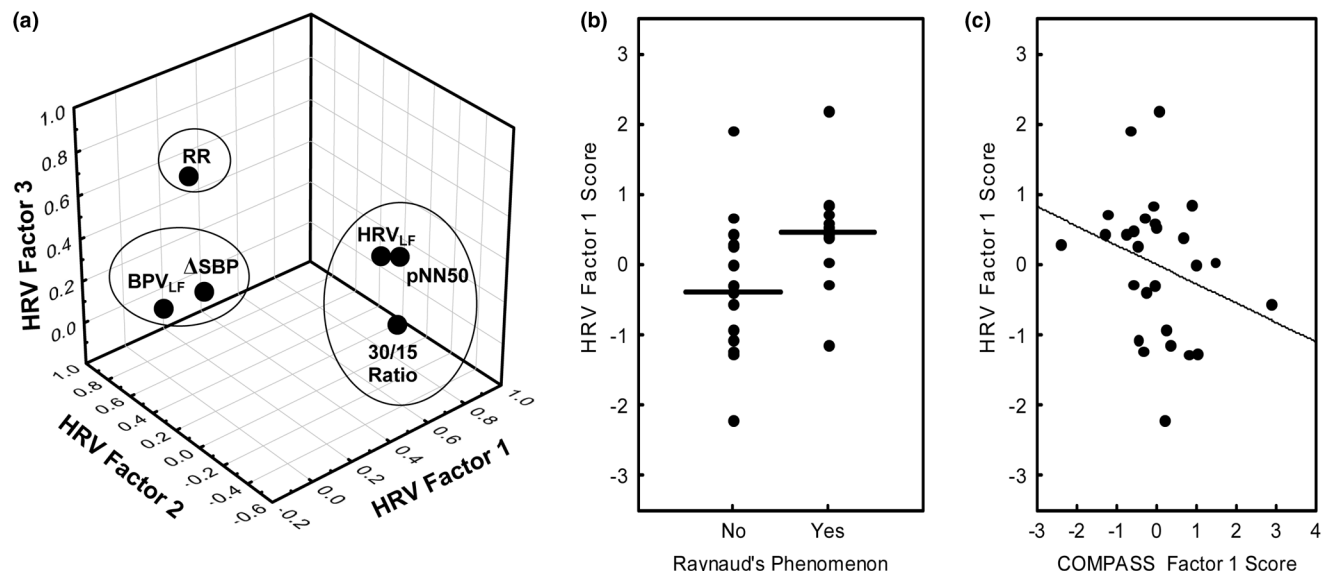 (a)
1.0
0.8
0.6
0.4
0.2
0.0
HRV Factor 3
RR
BPVLF
ΔSBP
HRVLF
pNN50
30/15
Ratio
1.0
0.8
0.6
0.4
0.2
0.0
-0.2
-0.4
-0.6
HRV Factor 2
-0.2
0.0
0.2
0.4
0.6
0.8
1.0
HRV Factor 1
(b)
3
2
1
0
-1
-2
-3
HRV Factor 1 Score
No Yes
Raynaud's Phenomenon
(c)
3
2
1
0
-1
-2
-3
HRV Factor 1 Score
-3 -2 -1 0 1 2 3 4
COMPASS Factor 1 Score